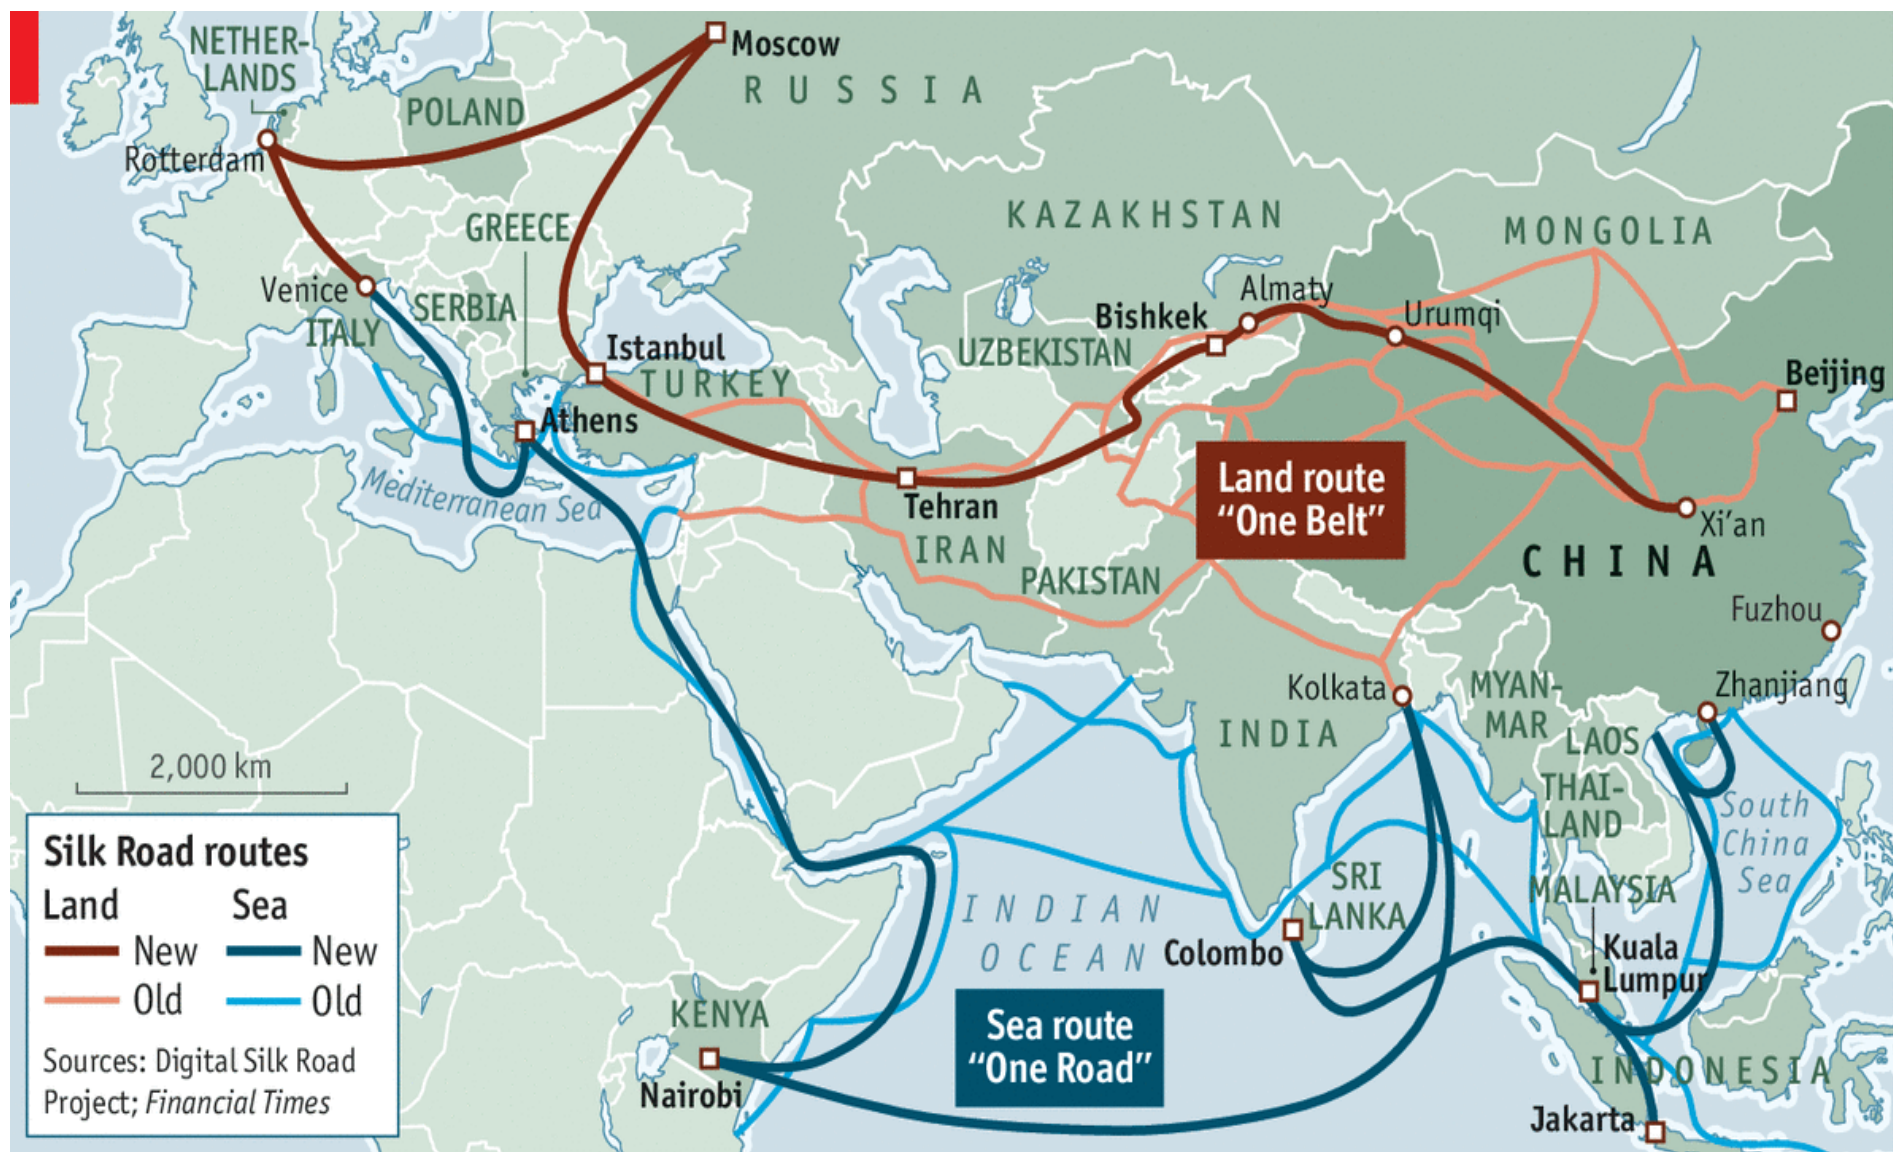 NETHER-
LANDS
Moscow
RUSSIA
POLAND
Rotterdam
KAZAKHSTAN
MONGOLIA
GREECE
Venice
SERBIA
ITALY
Almaty
Bishkek
Urumqi
Istanbul
UZBEKISTAN
TURKEY
Beijing
Athens
Mediterranean Sea
Land route
“One Belt”
Tehran
IRAN
Xi’an
CHINA
PAKISTAN
Fuzhou
Kolkata
MYAN-
MAR
Zhanjiang
INDIA
LAOS
2,000 km
THAI-
LAND
South
China
Sea
Silk Road routes
Land
Sea
New
New
Old
Old
Sources: Digital Silk Road
Project; Financial Times
SRI
LANKA
MALAYSIA
INDIAN
OCEAN
Colombo
Kuala
Lumpur
KENYA
Sea route
“One Road”
Nairobi
INDONESIA
Jakarta